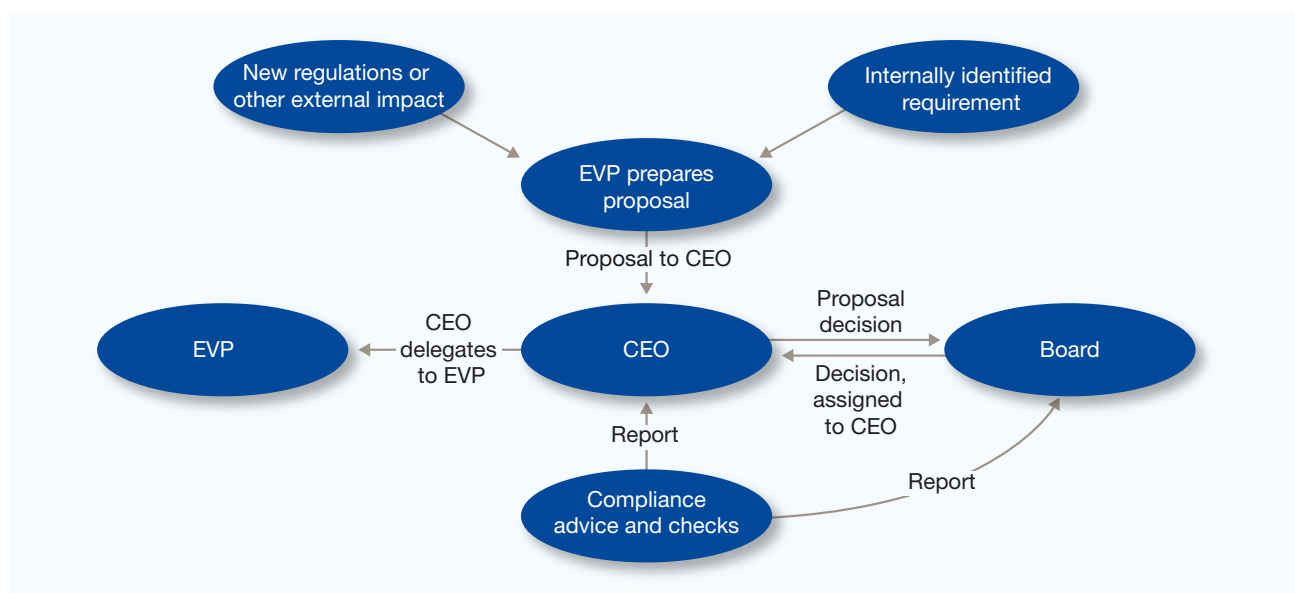 New regulations or
other external impact
Internally identified
requirement
EVP prepares
proposal
Proposal to CEO
EVP
CEO
delegates
to EVP
CEO
Proposal
decision
Decision,
assigned
to CEO
Board
Report
Compliance
advice and checks
Report